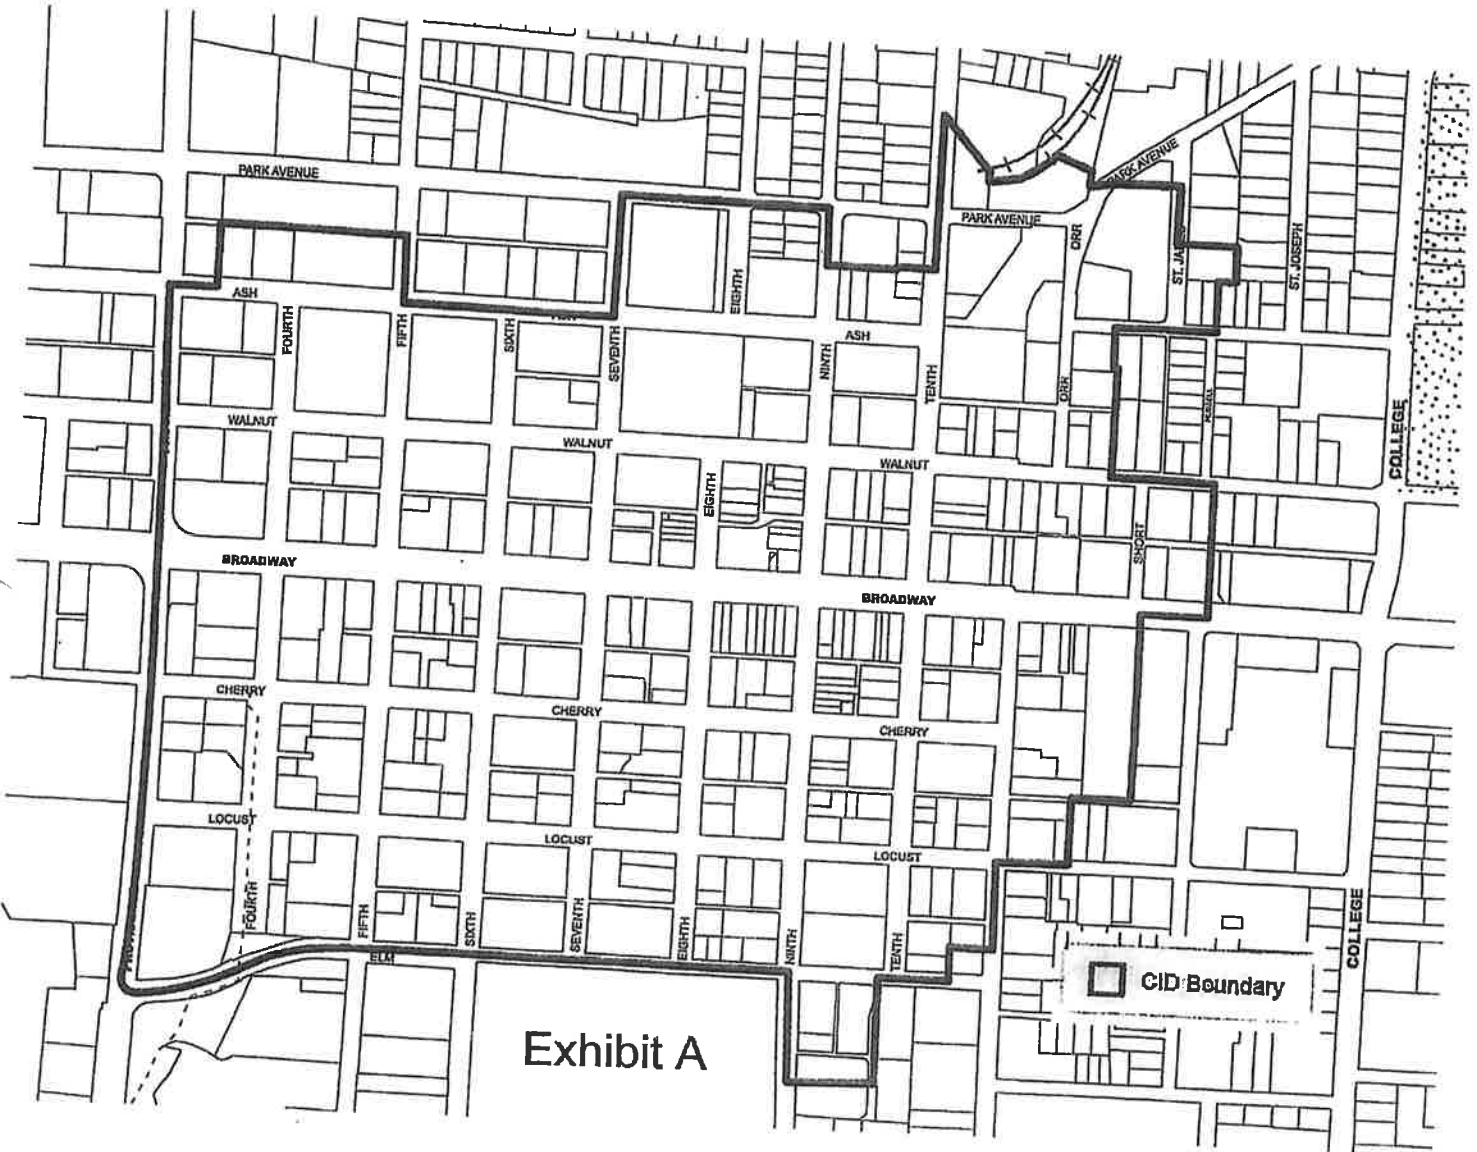 PARK AVENUE
PARK AVENUE
PARK AVENUE
ORR
ST. JOSEPH
EIGHTH
ASH
FOURTH
FIFTH
SIXTH
SEVENTH
ASH
NINTH
TENTH
ORR
COLLEGE
WALNUT
WALNUT
WALNUT
EIGHTH
SHORT
BROADWAY
BROADWAY
CHERRY
CHERRY
CHERRY
LOCUST
LOCUST
LOCUST
FOURTH
FIFTH
SIXTH
SEVENTH
EIGHTH
NINTH
TENTH
COLLEGE
ELM
CID Boundary
Exhibit A